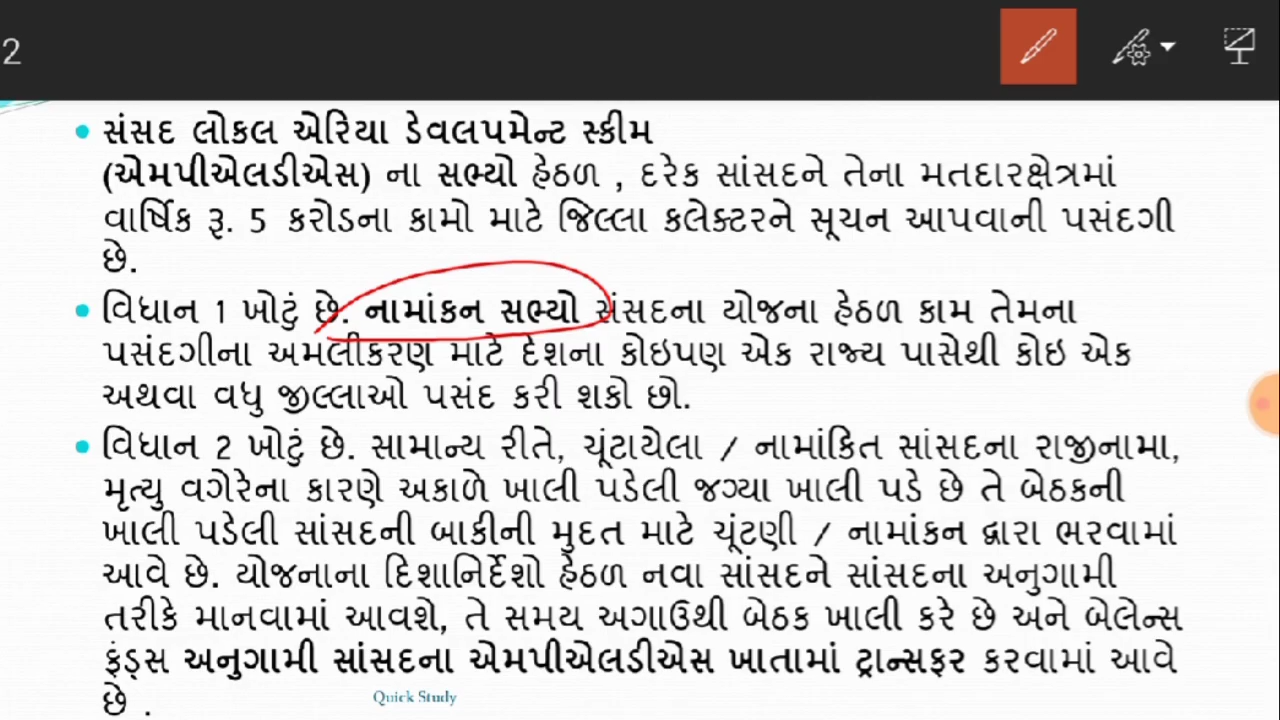 2
સંસદ લોકલ એરિયા ડેવલપમેન્ટ સ્કીમ
(એમપીએલડીએસ) ના સભ્યો હેઠળ , દરેક સાંસદને તેના મતદારક્ષેત્રમાં
વાર્ષિક રૂ. 5 કરોડના કામો માટે જિલ્લા કલેક્ટરને સૂચન આપવાની પસંદગી
છે.
વિધાન 1 ખોટું છે. નામાંકન સભ્યો સંસદના યોજના હેઠળ કામ તેમના
પસંદગીના અમલીકરણ માટે દેશના કોઇપણ એક રાજ્ય પાસેથી કોઇ એક
અથવા વધુ જીલ્લાઓ પસંદ કરી શકો છો.
વિધાન 2 ખોટું છે. સામાન્ય રીતે, ચૂંટાયેલા / નામાંકિત સાંસદના રાજીનામા,
મૃત્યુ વગેરેના કારણે અકાળે ખાલી પડેલી જગ્યા ખાલી પડે છે તે બેઠકની
ખાલી પડેલી સાંસદની બાકીની મુદત માટે ચૂંટણી / નામાંકન દ્વારા ભરવામાં
આવે છે. યોજનાના દિશાનિર્દેશો હેઠળ નવા સાંસદને સાંસદના અનુગામી
તરીકે માનવામાં આવશે, તે સમય અગાઉથી બેઠક ખાલી કરે છે અને બેલેન્સ
ફંડ્સ અનુગામી સાંસદના એમપીએલડીએસ ખાતામાં ટ્રાન્સફર કરવામાં આવે
છે .
Quick Study